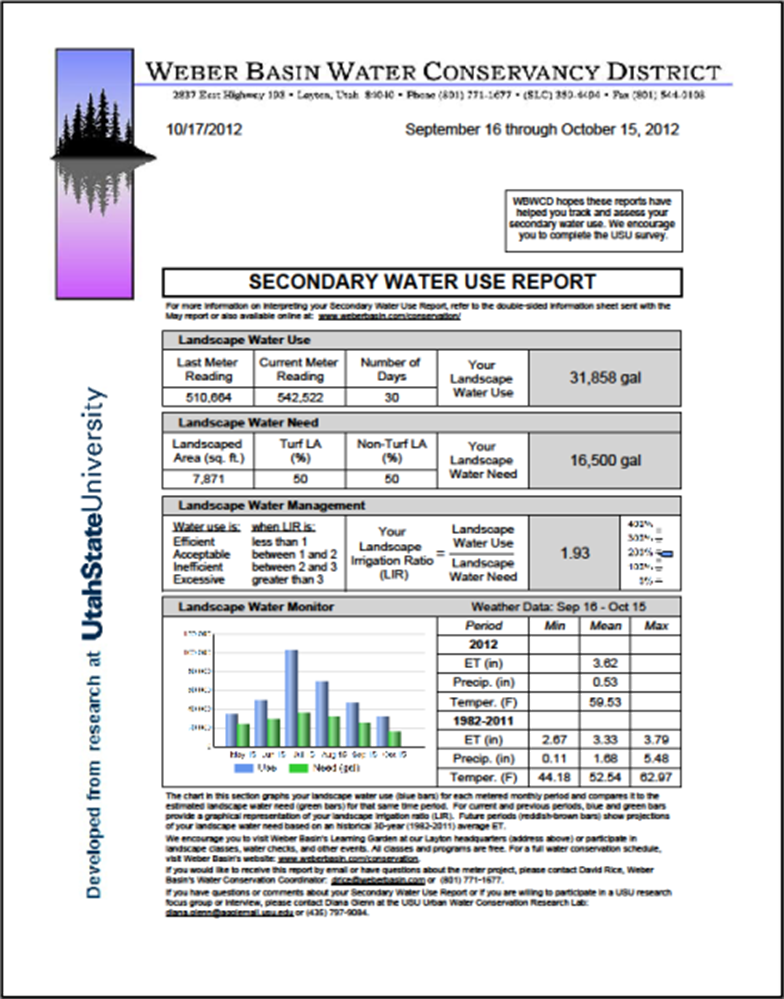 WEBER BASIN WATER CONSERVANCY DISTRICT
2837 East Highway 193 • Layton, Utah 84040 • Phone (801) 771-1677 • (SLC) 359-4494 • Fax (801) 544-0103
10/17/2012
September 16 through October 15, 2012
WBWCD hopes these reports have
helped you track and assess your
secondary water use. We encourage
you to complete the USU survey.
SECONDARY WATER USE REPORT
For more information on interpreting your Secondary Water Use Report, refer to the double-sided information sheet sent with the
May report or also available online at: www.weberbasin.com/conservation/
Landscape Water Use
Last Meter Reading
Current Meter Reading
Number of Days
Your Landscape Water Use
31,858 gal
510,664
542,522
30
Landscape Water Need
Landscaped Area (sq. ft.)
Turf LA (%)
Non-Turf LA (%)
Your Landscape Water Need
16,500 gal
7,871
50
50
Landscape Water Management
Water use is: when LIR is:
Efficient less than 1
Acceptable between 1 and 2
Inefficient between 2 and 3
Excessive greater than 3
Your Landscape Irrigation Ratio (LIR)
=
Landscape Water Use
Landscape Water Need
1.93
400%
300%
200%
100%
0%
Landscape Water Monitor
Weather Data: Sep 16 - Oct 15
Period Min Mean Max
2012
ET (in) 3.62
Precip. (in) 0.53
Temper. (F) 59.53
1982-2011
ET (in) 2.67 3.33 3.79
Precip. (in) 0.11 1.68 5.48
Temper. (F) 44.18 52.54 62.97
May 15 Jun 15 Jul 15 Aug 15 Sep 15 Oct 15
Use Need (gal)
The chart in this section graphs your landscape water use (blue bars) for each metered monthly period and compares it to the
estimated landscape water need (green bars) for that same time period. For current and previous periods, blue and green bars
provide a graphical representation of your landscape irrigation ratio (LIR). Future periods (reddish-brown bars) show projections
of your landscape water need based on an historical 30-year (1982-2011) average ET.
We encourage you to visit Weber Basin's Learning Garden at our Layton headquarters (address above) or participate in
landscape classes, water checks, and other events. All classes and programs are free. For a full water conservation schedule,
visit Weber Basin's website: www.weberbasin.com/conservation.
If you would like to receive this report by email or have questions about the meter project, please contact David Rice, Weber
Basin's Water Conservation Coordinator: drice@weberbasin.com or (801) 771-1677.
If you have questions or comments about your Secondary Water Use Report or if you are willing to participate in a USU research
focus group or interview, please contact Diana Glenn at the USU Urban Water Conservation Research Lab:
diana.glenn@aggiemail.usu.edu or (435) 797-9084.
Developed from research at UtahStateUniversity